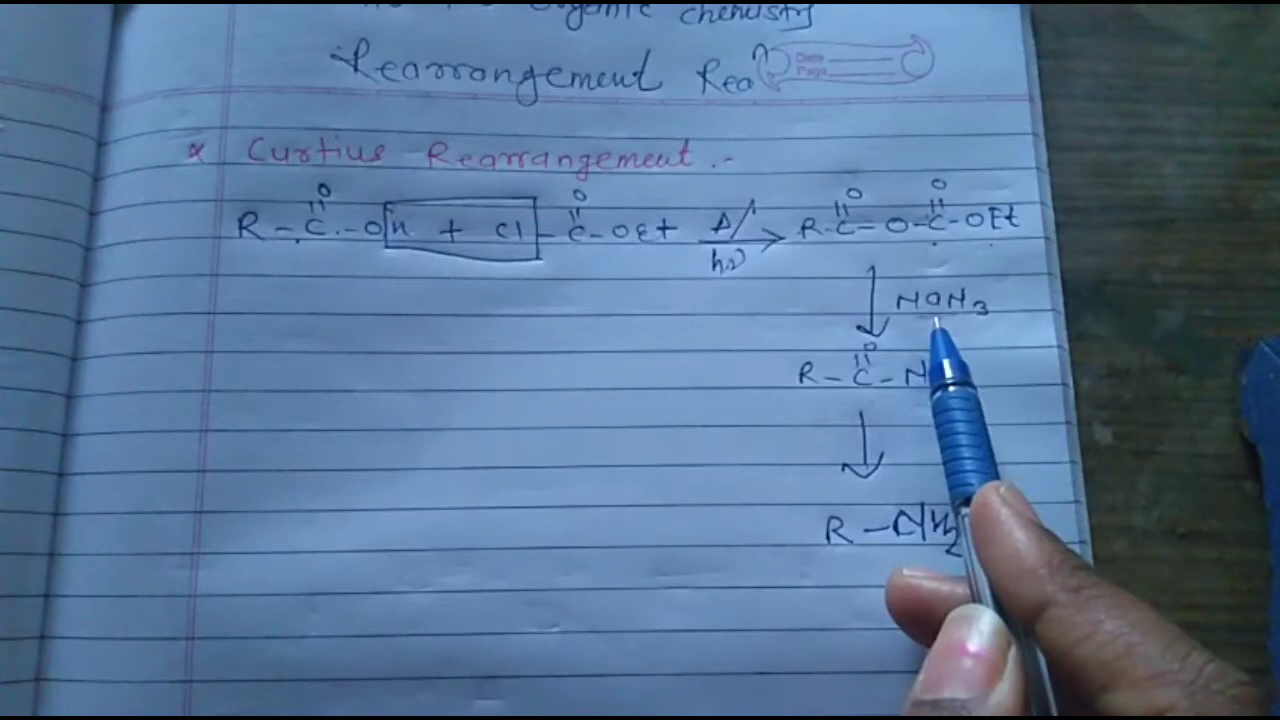 Organic chemistry
Rearrangement Rea
Date
Page
* Curtius Rearrangement :-
O O O O
R - C - OH + Cl - C - OEt Δ/ hν → R - C - O - C - OEt
↓ NaN3
O
R - C - N
↓
R - NH2